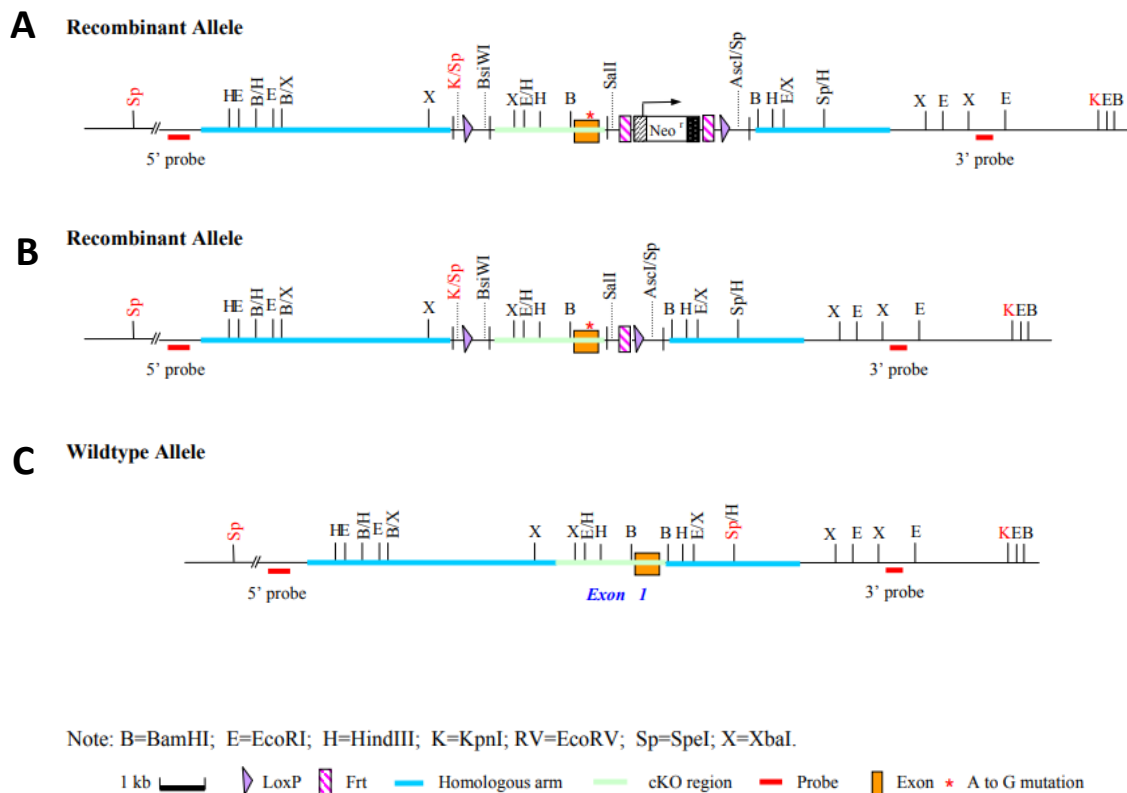 A Recombinant Allele
Sp HE B/H E B/X X K/Sp BsiWI X E/H H B * SalI AscI/Sp B H E/X Sp/H X E X E K EB
Neo r
5' probe 3' probe
B Recombinant Allele
Sp HE B/H E B/X X K/Sp BsiWI X E/H H B * SalI AscI/Sp B H E/X Sp/H X E X E K EB
5' probe 3' probe
C Wildtype Allele
Sp HE B/H E B/X X X E/H H B B H E/X Sp/H X E X E K EB
5' probe Exon 1 3' probe
Note: B=BamHI; E=EcoRI; H=HindIII; K=KpnI; RV=EcoRV; Sp=SpeI; X=XbaI.
1 kb LoxP Frt Homologous arm cKO region Probe Exon * A to G mutation